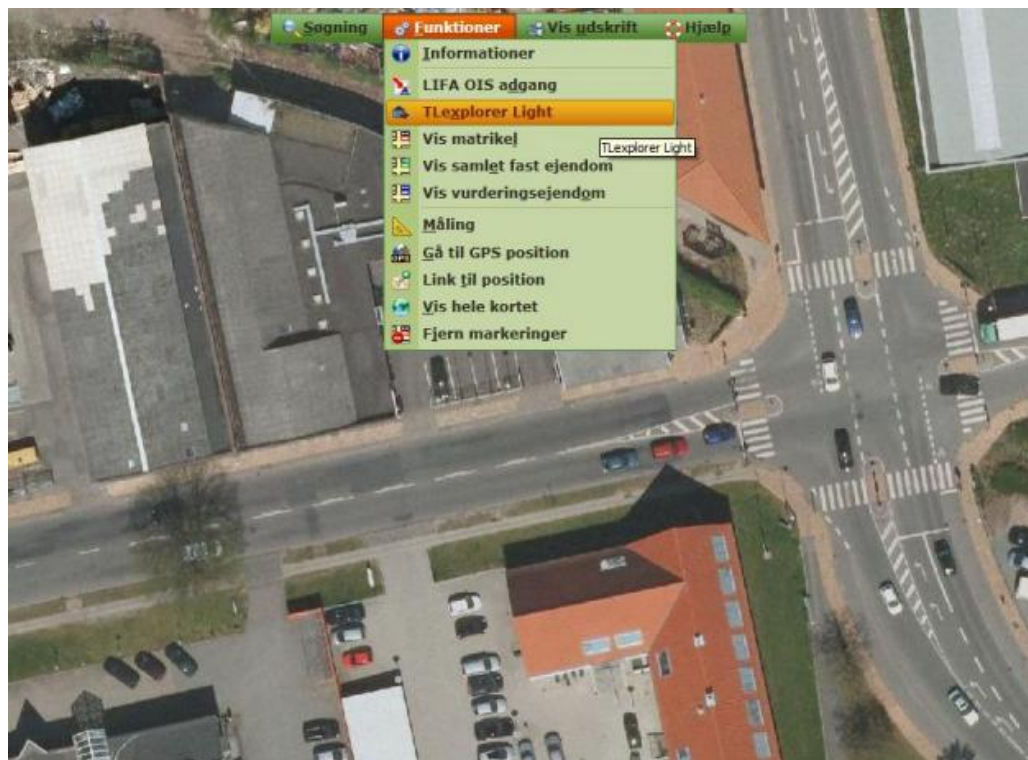 Søgning Funktioner Vis udskrift Hjælp
Informationer
LIFA OIS adgang
TLexplorer Light
Vis matrikel
TLexplorer Light
Vis samlet fast ejendom
Vis vurderingsejendom
Måling
GPS Gå til GPS position
Link til position
Vis hele kortet
Fjern markeringer